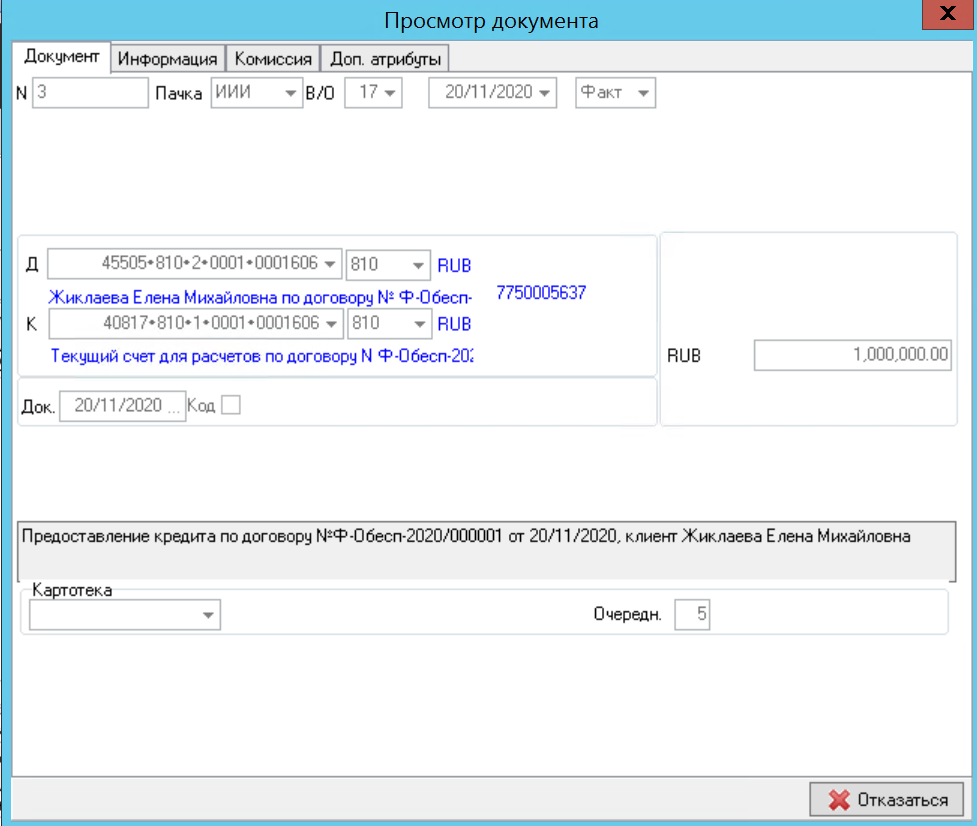 Просмотр документа
Документ Информация Комиссия Доп. атрибуты
N 3 Пачка ИИИ В/О 17 20/11/2020 Факт
Д 45505*810*2*0001*0001606 810 RUB
Жиклаева Елена Михайловна по договору № Ф-Обесп- 7750005637
К 40817*810*1*0001*0001606 810 RUB
Текущий счет для расчетов по договору N Ф-Обесп-202
RUB 1,000,000.00
Док. 20/11/2020 ... Код
Предоставление кредита по договору №Ф-Обесп-2020/000001 от 20/11/2020, клиент Жиклаева Елена Михайловна
Картотека
Очередн. 5
Отказаться